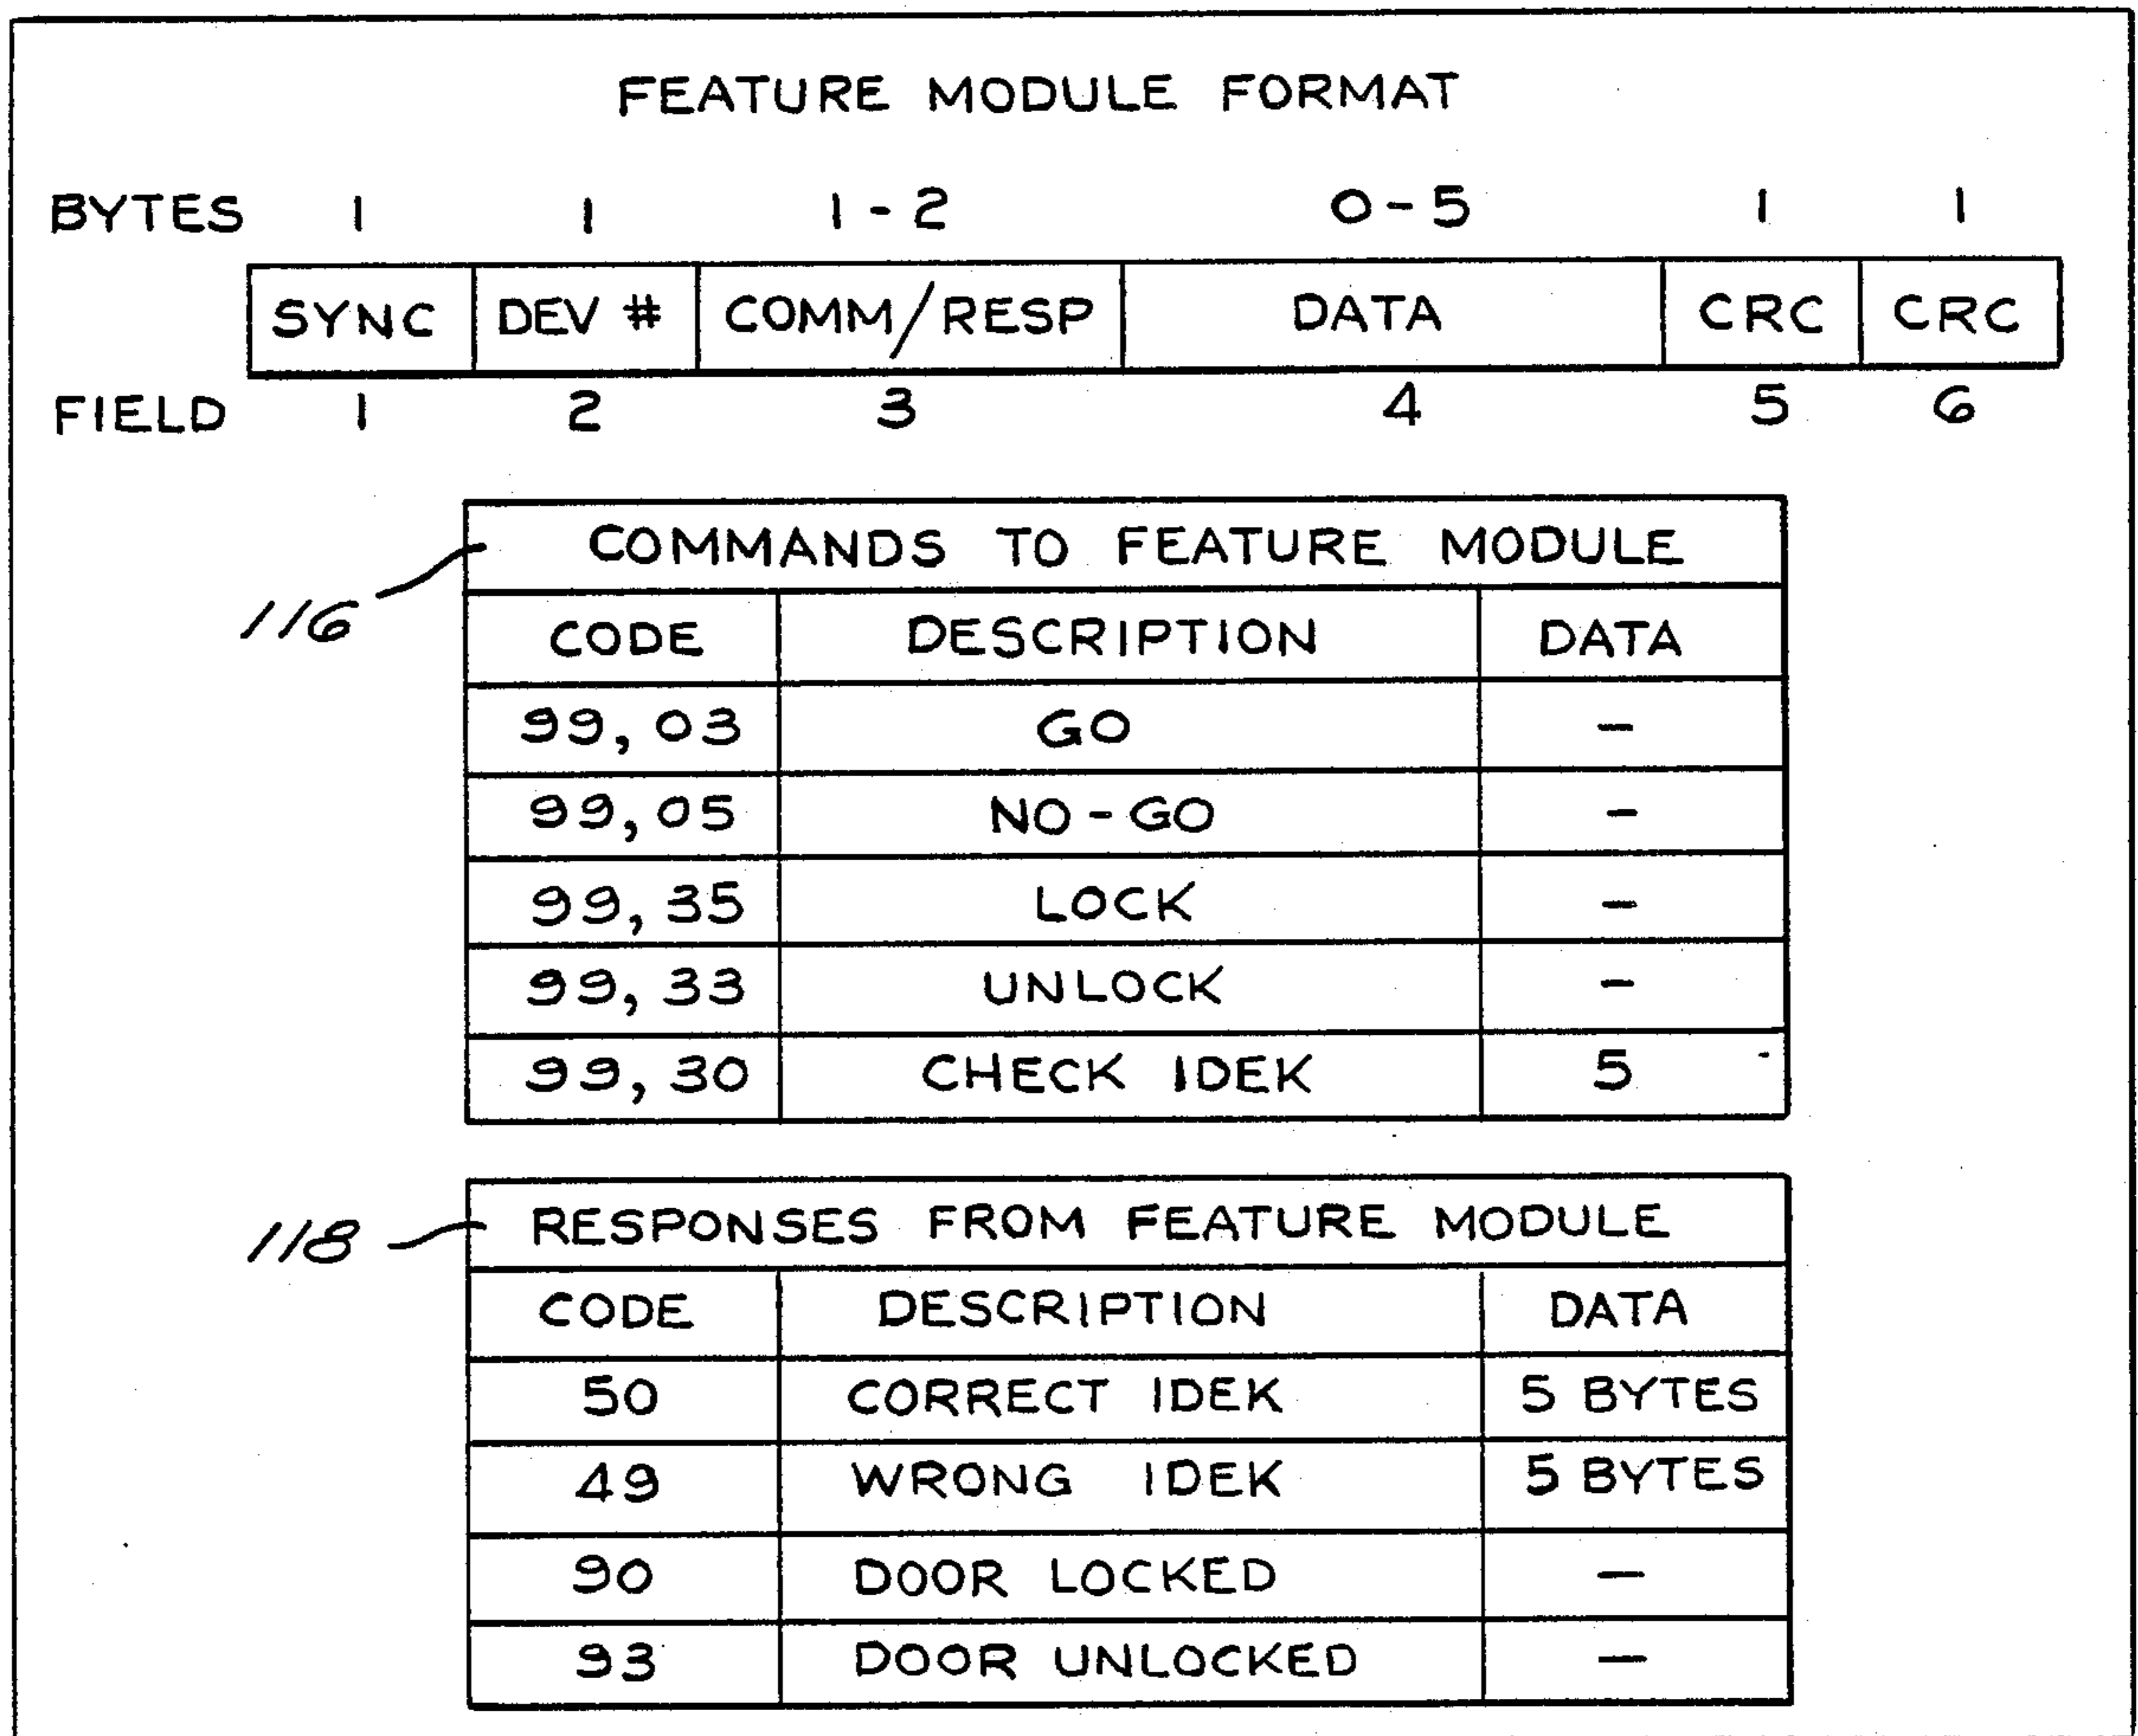 FEATURE MODULE FORMAT
BYTES 1 1 1-2 0-5 1 1
SYNC DEV # COMM/RESP DATA CRC CRC
FIELD 1 2 3 4 5 6
COMMANDS TO FEATURE MODULE
116
CODE DESCRIPTION DATA
99, 03 GO -
99, 05 NO-GO -
99, 35 LOCK -
99, 33 UNLOCK -
99, 30 CHECK IDEK 5
118 RESPONSES FROM FEATURE MODULE
CODE DESCRIPTION DATA
50 CORRECT IDEK 5 BYTES
49 WRONG IDEK 5 BYTES
90 DOOR LOCKED —
93 DOOR UNLOCKED —